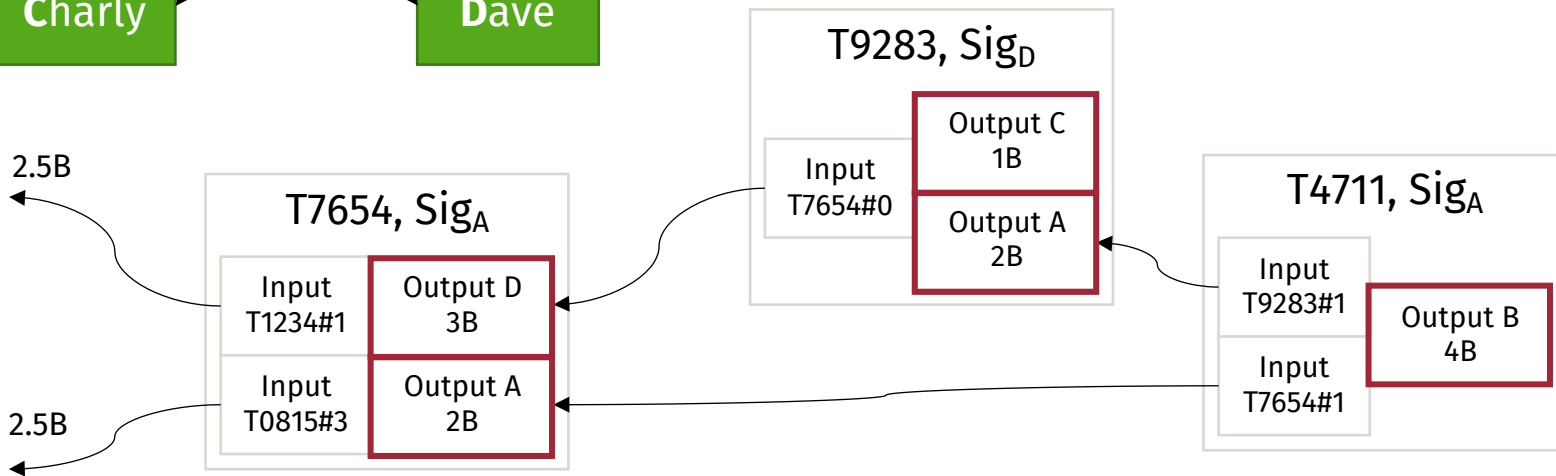 Charly
Dave
2.5B
2.5B
T7654, SigA
Input
T1234#1
Output D
3B
Input
T0815#3
Output A
2B
T9283, SigD
Input
T7654#0
Output C
1B
Output A
2B
T4711, SigA
Input
T9283#1
Input
T7654#1
Output B
4B